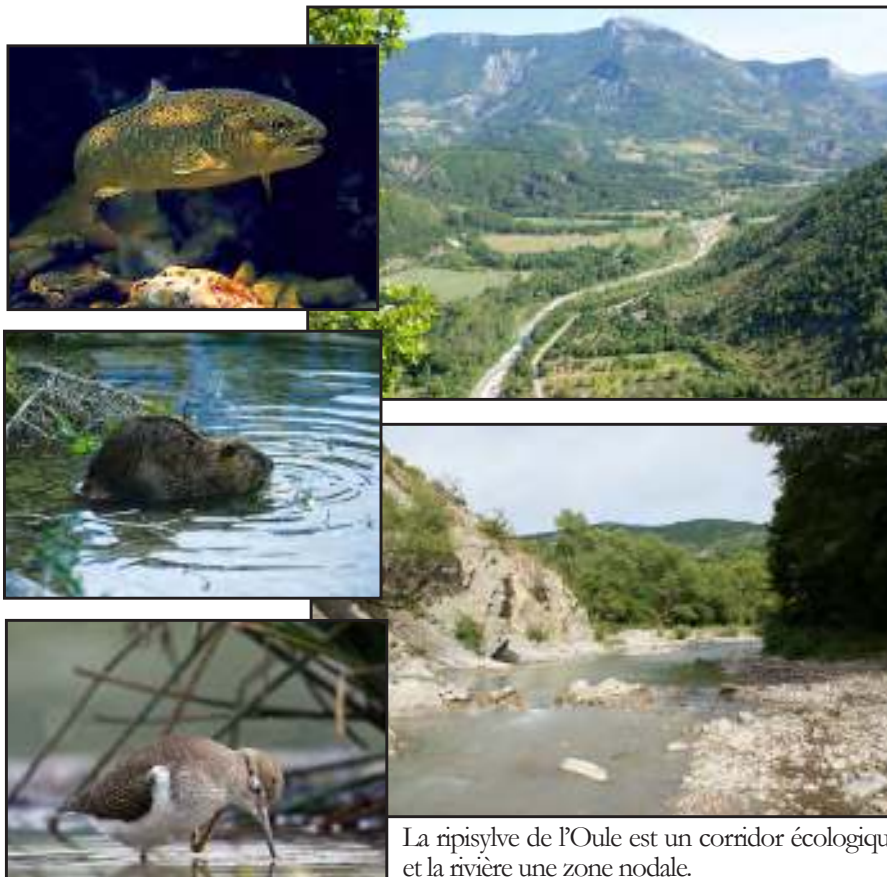 La ripisylve de l’Oule est un corridor écologiqu
et la rivière une zone nodale.